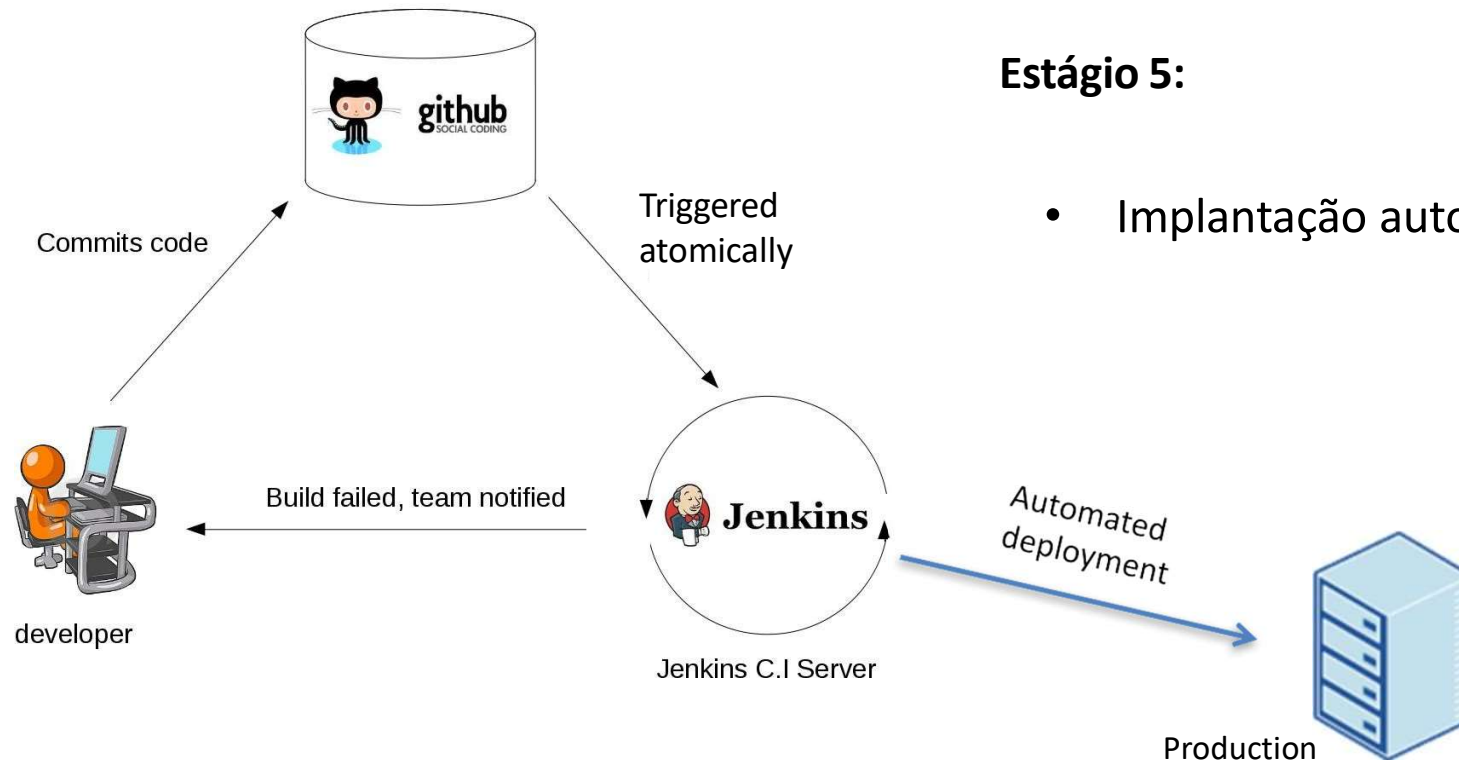 github
SOCIAL CODING
Estágio 5:
Triggered
atomically
• Implantação auto
Commits code
Build failed, team notified
Jenkins
Automated
deployment
developer
Jenkins C.I Server
Production